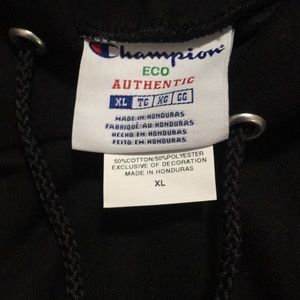 Champion
ECO
AUTHENTIC
XL TG XG GG
MADE IN HONDURAS
FABRIQUÉ AU HONDURAS
HECHO EN HONDURAS
FEITO EM HONDURAS
50%COTTON/50%POLYESTER
EXCLUSIVE OF DECORATION
MADE IN HONDURAS
XL